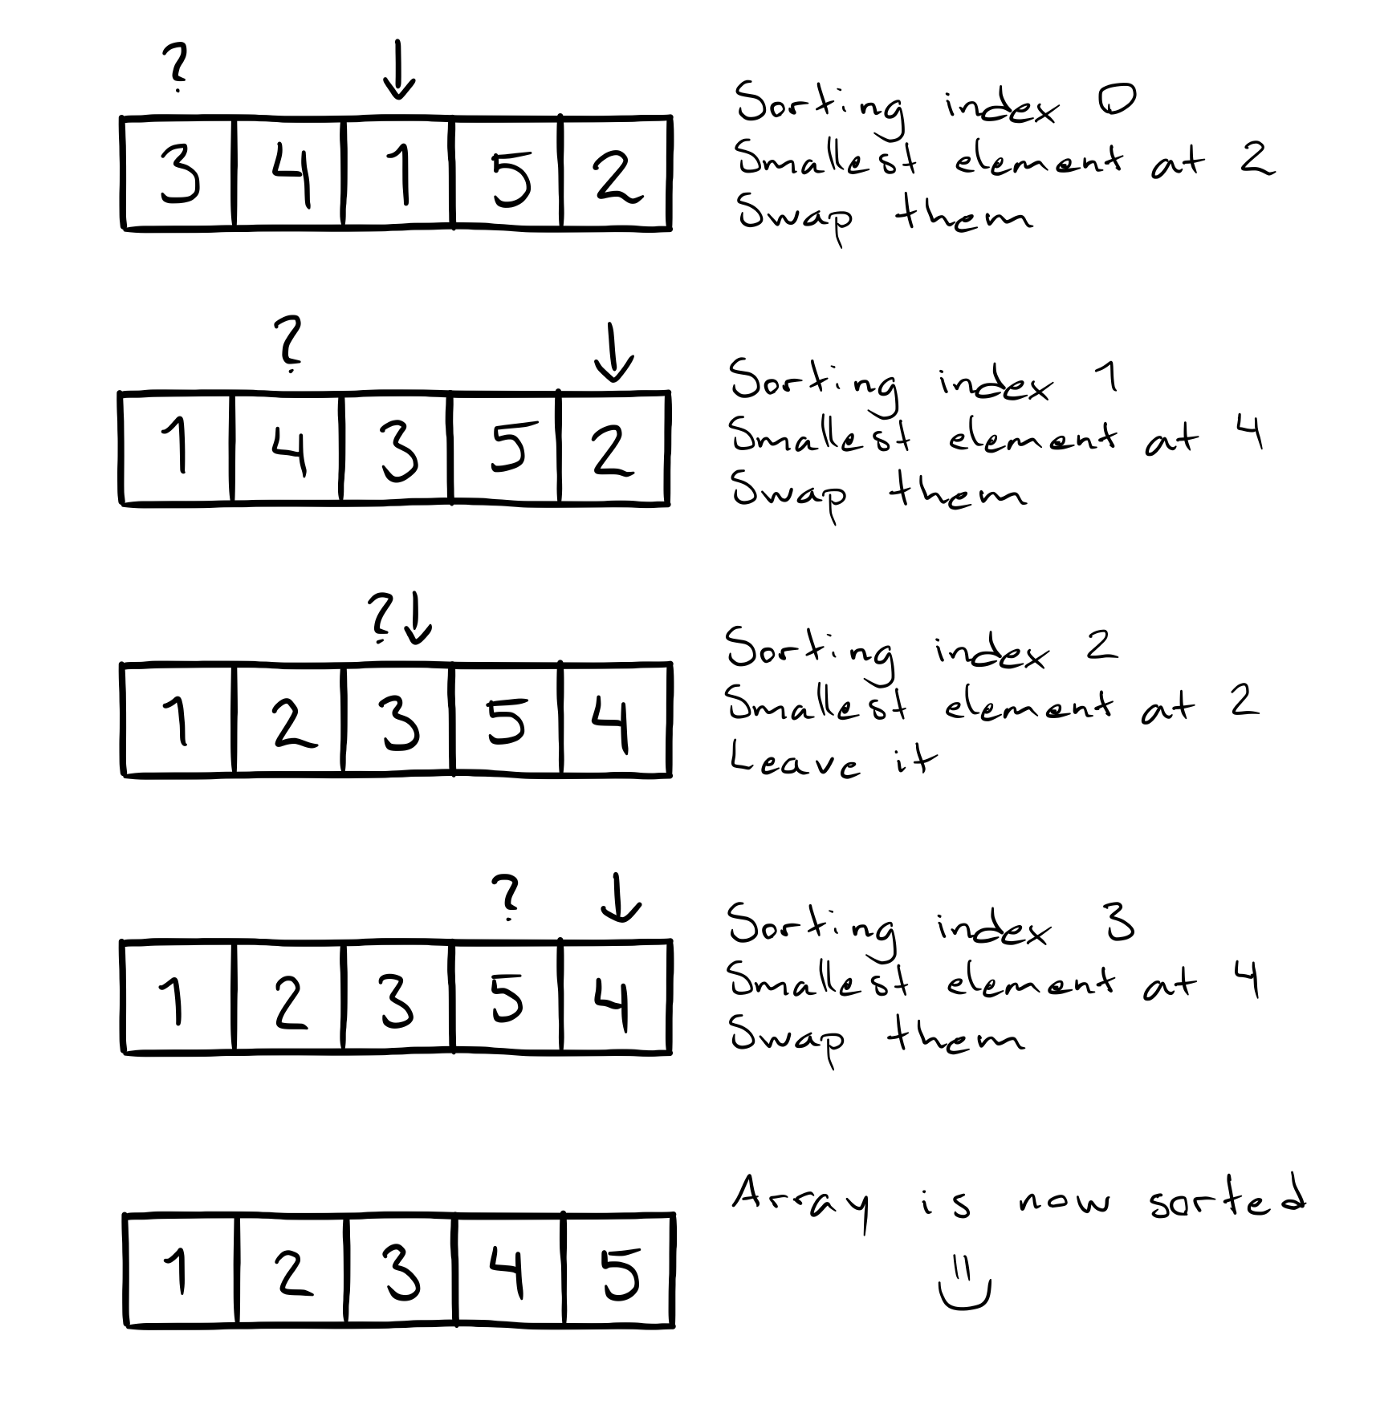 ?
↓
3 4 1 5 2
Sorting index 0
Smallest element at 2
Swap them
?
↓
1 4 3 5 2
Sorting index 1
Smallest element at 4
Swap them
? ↓
1 2 3 5 4
Sorting index 2
Smallest element at 2
Leave it
?
↓
1 2 3 5 4
Sorting index 3
Smallest element at 4
Swap them
1 2 3 4 5
Array is now sorted